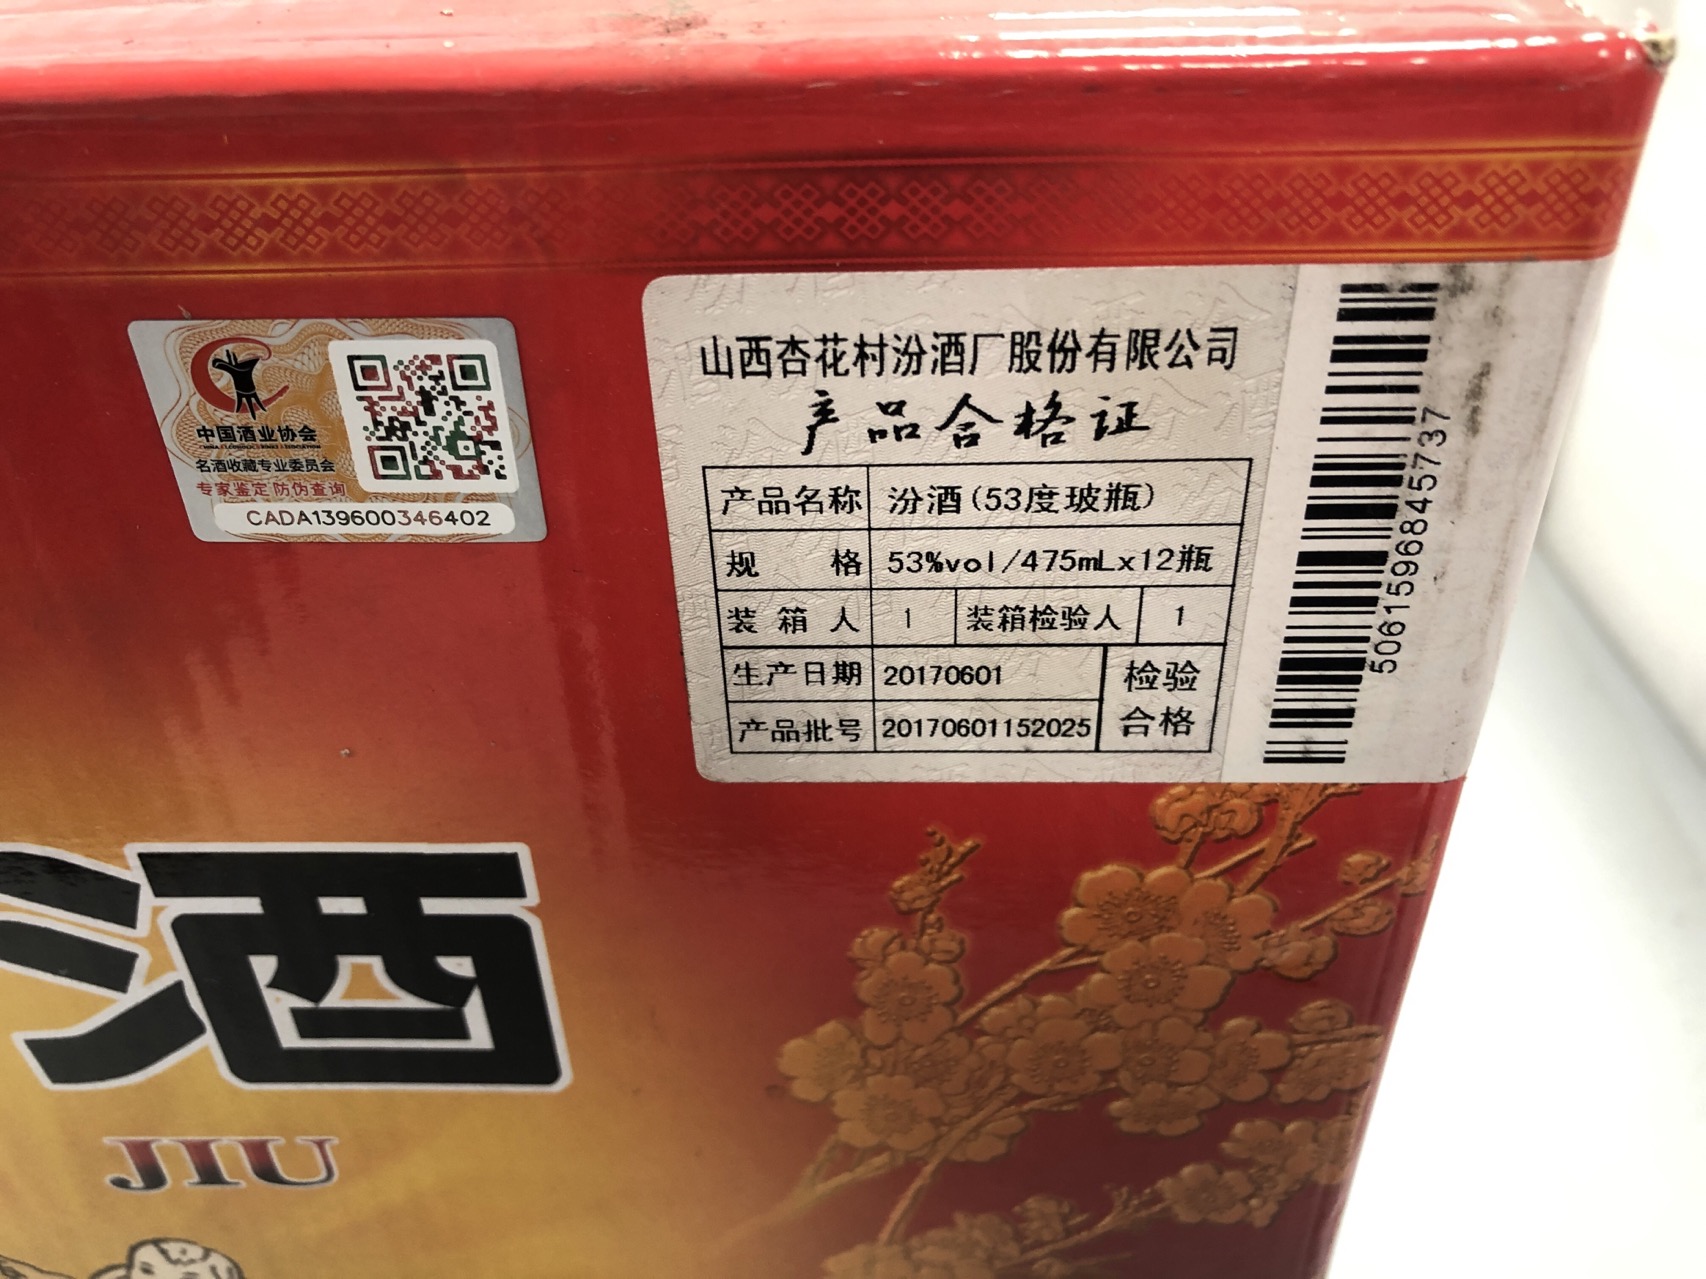 中国酒业协会
名酒收藏专业委员会
专家鉴定 防伪查询
CADA139600346402
山西杏花村汾酒厂股份有限公司
产品合格证
产品名称 汾酒(53度玻瓶)
规 格 53%vol/475mLx12瓶
装箱人 1 装箱检验人 1
生产日期 20170601 检验
产品批号 20170601152025 合格
50615968455737
酒
JIU